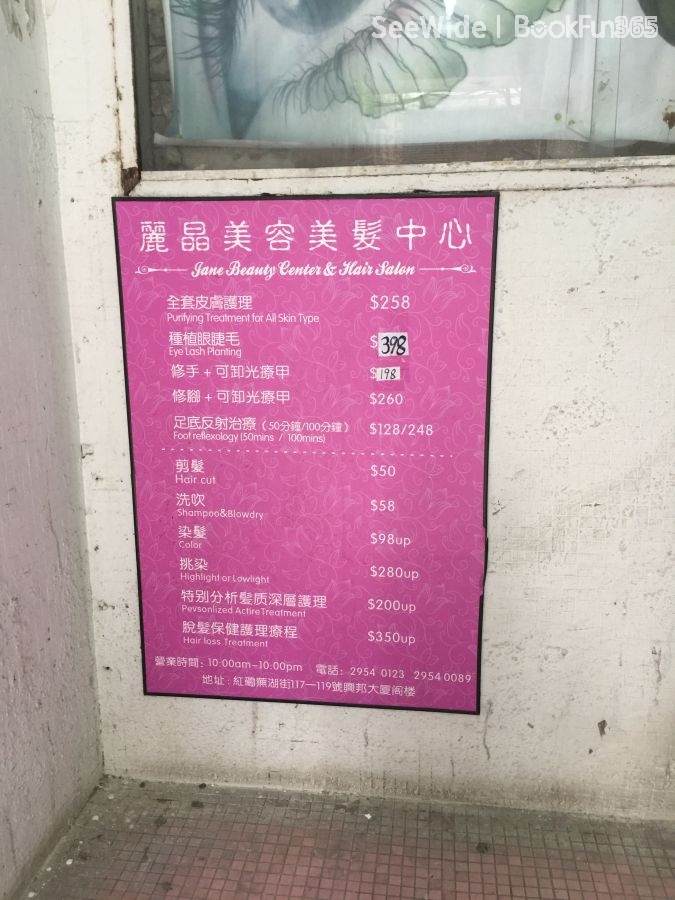 SeeWide | BookFun365
麗晶美容美髮中心
Jane Beauty Center & Hair Salon
全套皮膚護理 $258
Purifying Treatment for All Skin Type
種植眼睫毛 $398
Eye Lash Planting
修手 + 可卸光療甲 $198
修腳 + 可卸光療甲 $260
足底反射治療（50分鐘/100分鐘） $128/248
Foot reflexology (50mins / 100mins)
剪髮 $50
Hair cut
洗吹 $58
Shampoo&Blowdry
染髮 $98up
Color
挑染 $280up
Highlight or Lowlight
特別分析髪质深層護理 $200up
Pevsonlized Actire Treatment
脫髮保健護理療程 $350up
Hair loss Treatment
營業時間：10:00am-10:00pm 電話：2954 0123 2954 0089
地址：紅磡蕪湖街117-119號興邦大廈阁楼